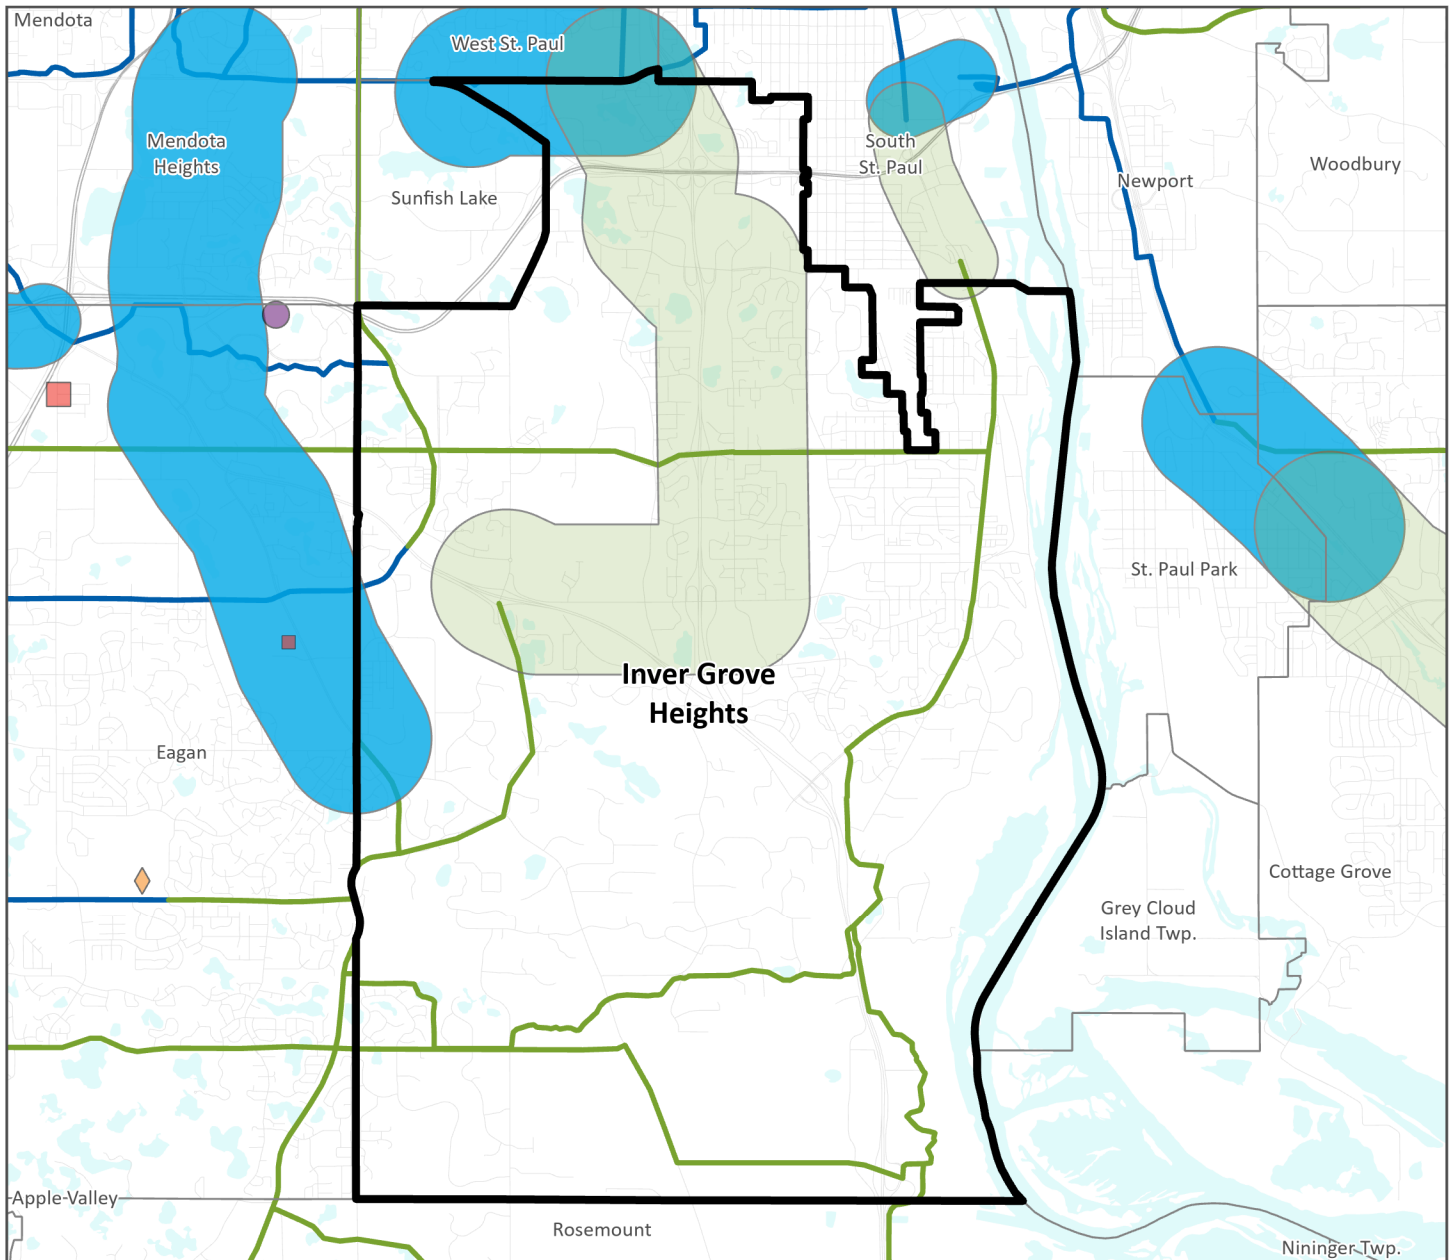 Mendota
West St. Paul
Mendota
Heights
South
St. Paul
Woodbury
Newport
Sunfish Lake
St. Paul Park
Inver Grove
Heights
Eagan
Cottage Grove
Grey Cloud
Island Twp.
Apple Valley
Rosemount
Nininger Twp.